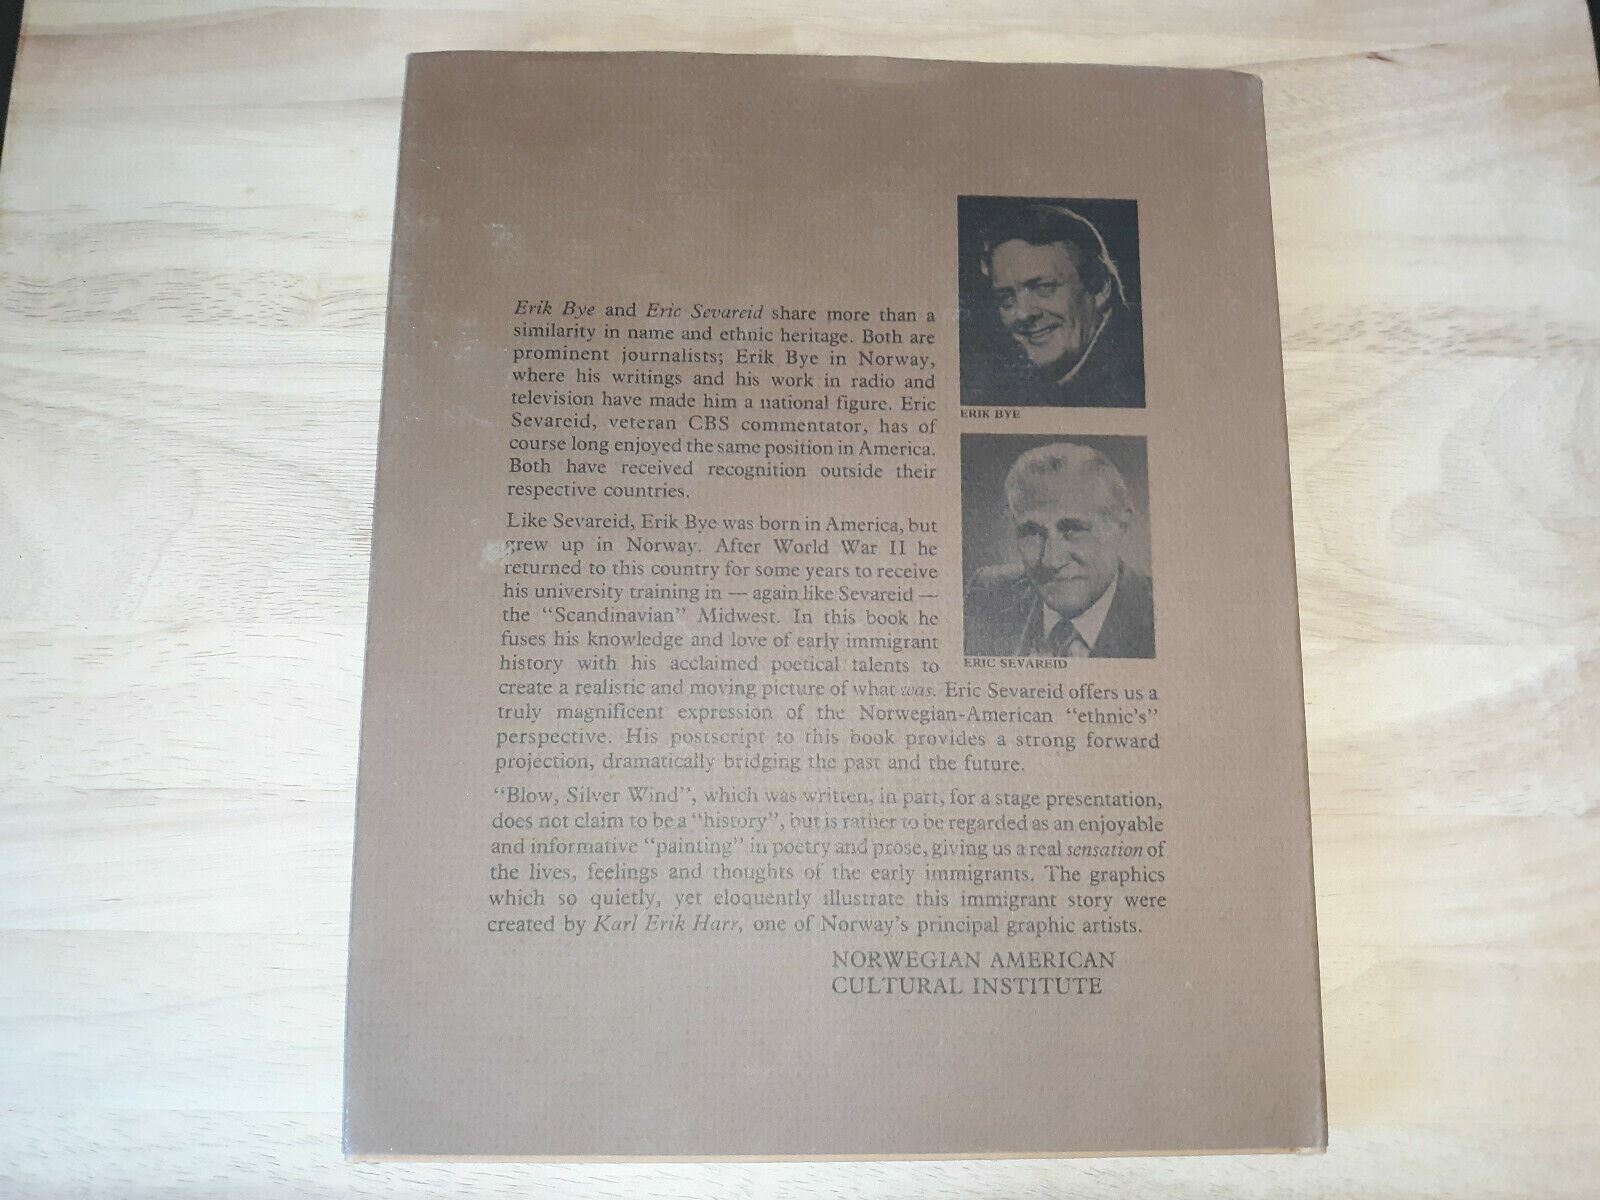 Erik Bye and Eric Sevareid share more than a
similarity in name and ethnic heritage. Both are
prominent journalists; Erik Bye in Norway,
where his writings and his work in radio and
television have made him a national figure. Eric
Sevareid, veteran CBS commentator, has of
course long enjoyed the same position in America.
Both have received recognition outside their
respective countries.
ERIK BYE
Like Sevareid, Erik Bye was born in America, but
grew up in Norway. After World War II he
returned to this country for some years to receive
his university training in — again like Sevareid —
the "Scandinavian" Midwest. In this book he
fuses his knowledge and love of early immigrant
history with his acclaimed poetical talents to
ERIC SEVAREID
create a realistic and moving picture of what was. Eric Sevareid offers us a
truly magnificent expression of the Norwegian-American "ethnic's"
perspective. His postscript to this book provides a strong forward
projection, dramatically bridging the past and the future.
"Blow, Silver Wind", which was written, in part, for a stage presentation,
does not claim to be a "history", but is rather to be regarded as an enjoyable
and informative "painting" in poetry and prose, giving us a real sensation of
the lives, feelings and thoughts of the early immigrants. The graphics
which so quietly, yet eloquently illustrate this immigrant story were
created by Karl Erik Harr, one of Norway's principal graphic artists.
NORWEGIAN AMERICAN
CULTURAL INSTITUTE